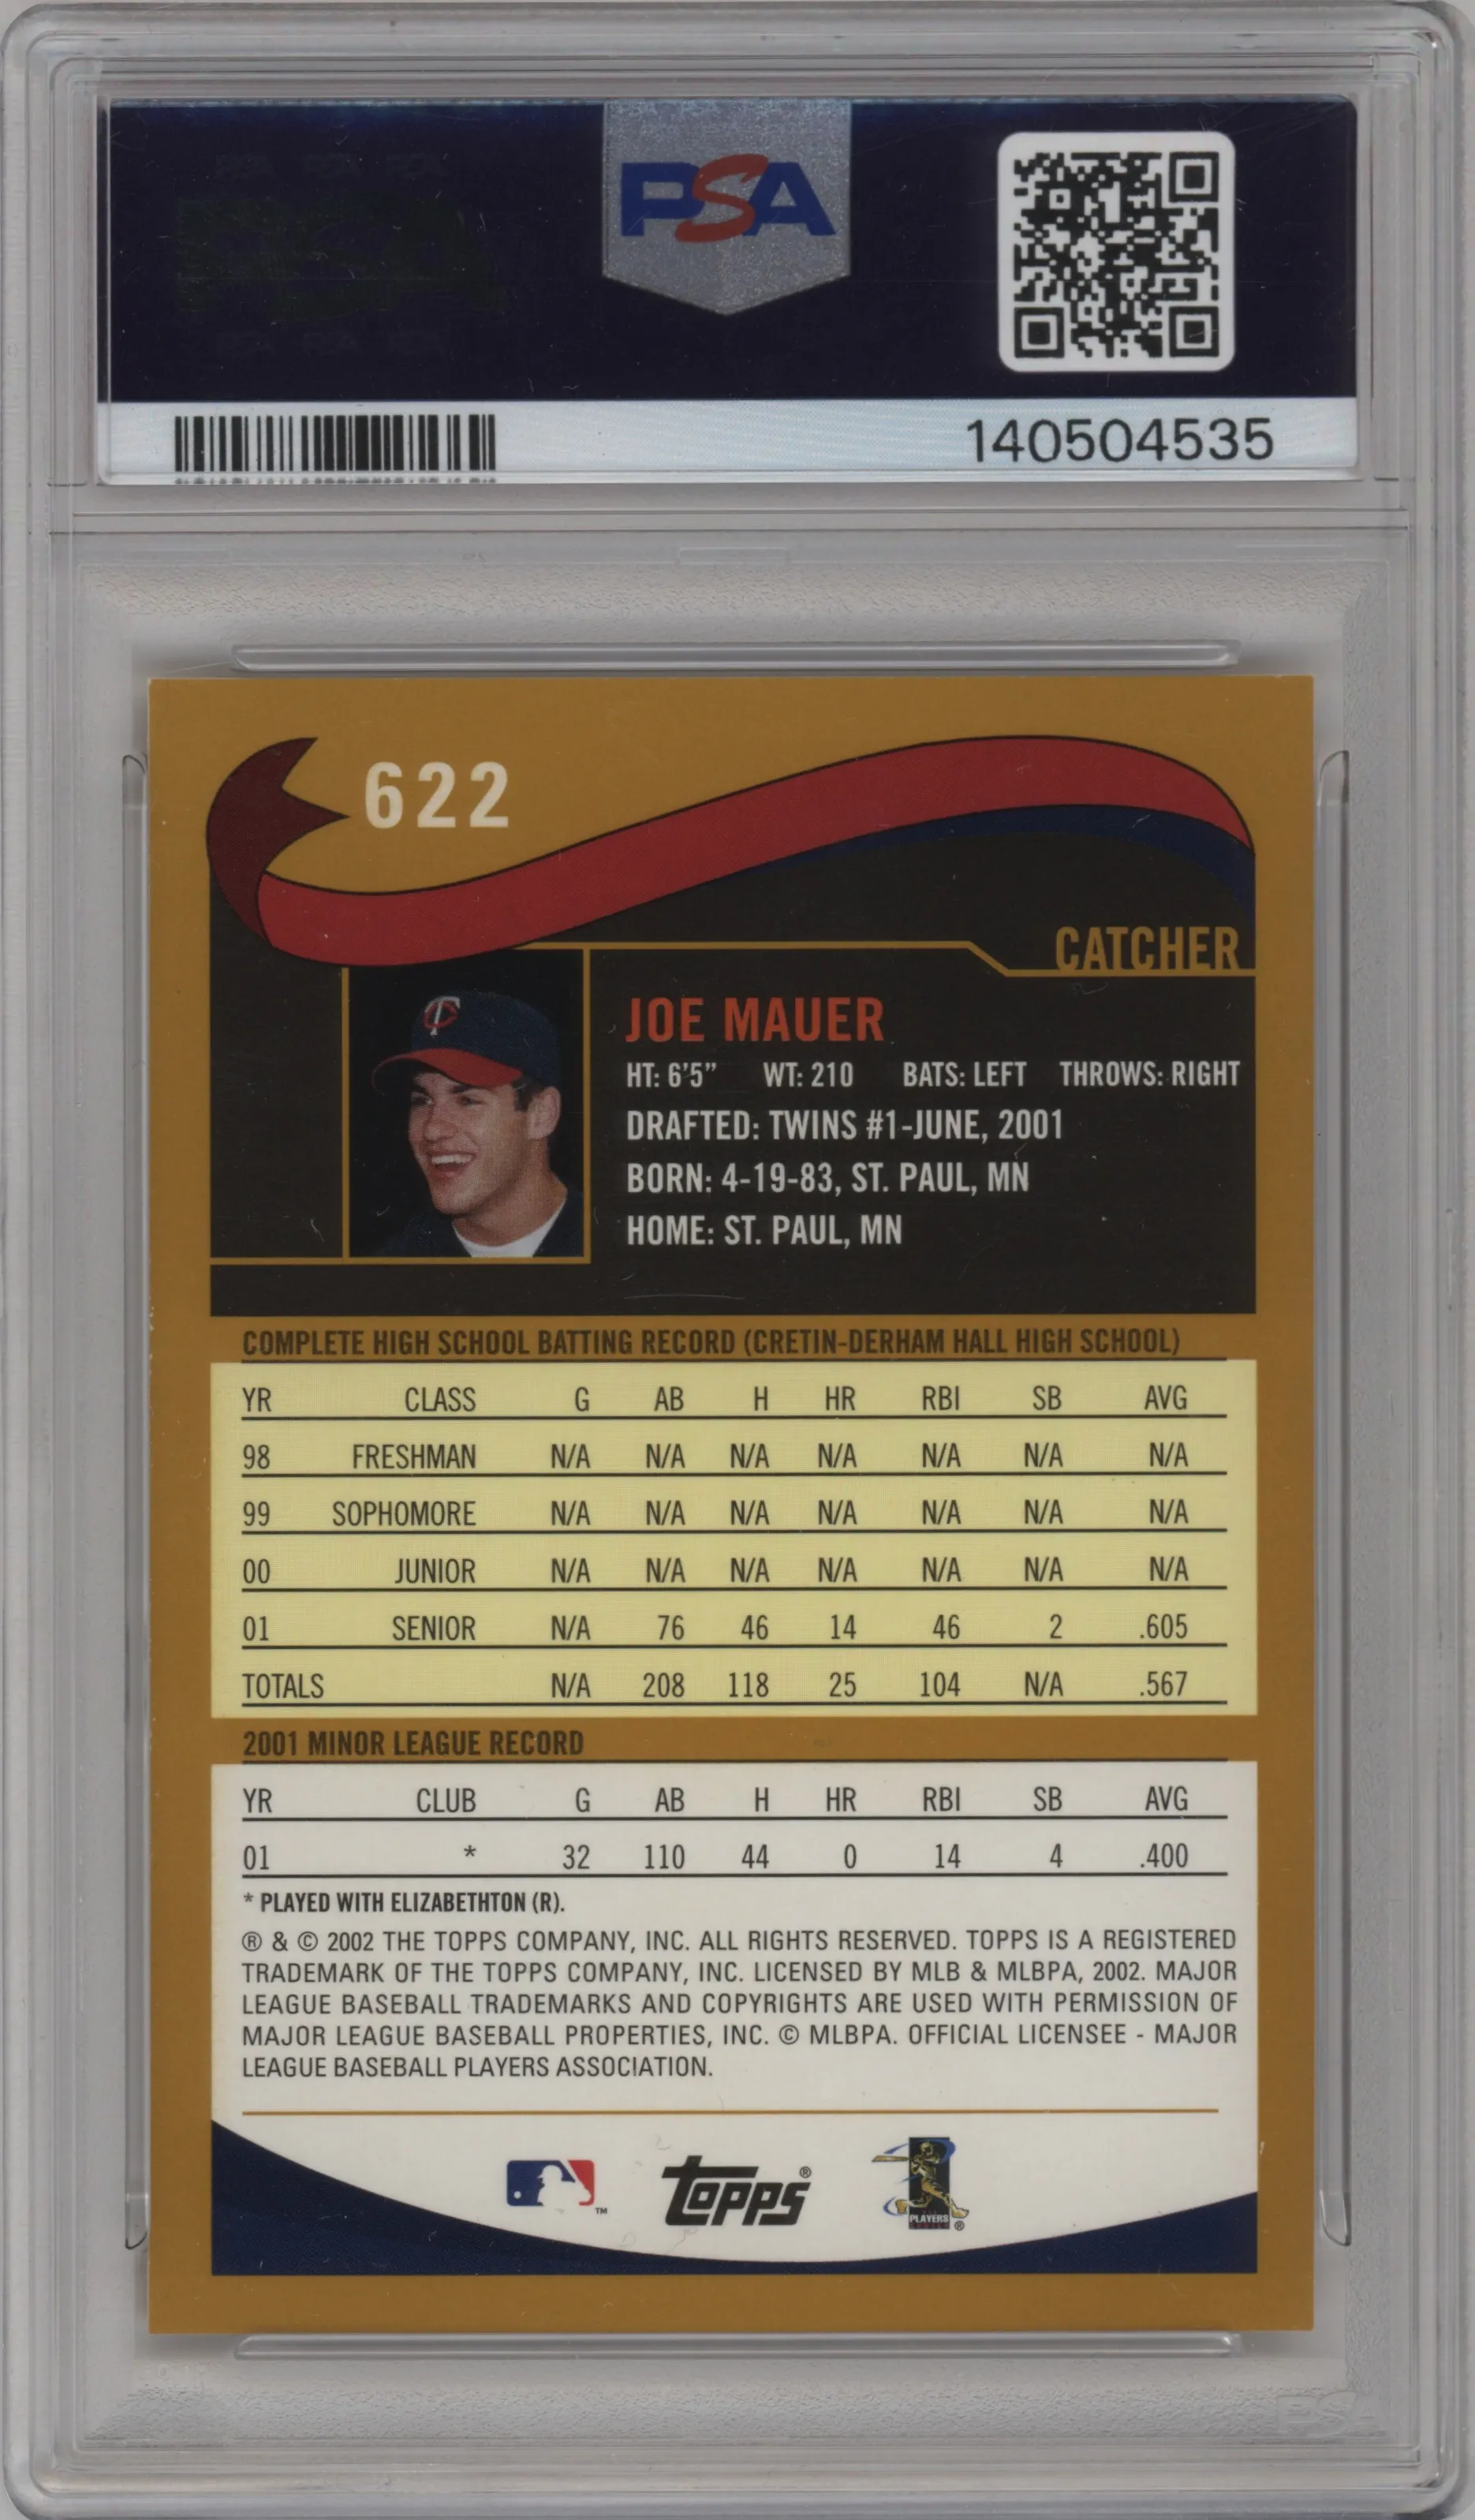 PSA
140504535
622
CATCHER
JOE MAUER
HT: 6'5" WT: 210 BATS: LEFT THROWS: RIGHT
DRAFTED: TWINS #1-JUNE, 2001
BORN: 4-19-83, ST. PAUL, MN
HOME: ST. PAUL, MN
COMPLETE HIGH SCHOOL BATTING RECORD (CRETIN-DERHAM HALL HIGH SCHOOL)
YR CLASS G AB H HR RBI SB AVG
98 FRESHMAN N/A N/A N/A N/A N/A N/A N/A
99 SOPHOMORE N/A N/A N/A N/A N/A N/A N/A
00 JUNIOR N/A N/A N/A N/A N/A N/A N/A
01 SENIOR N/A 76 46 14 46 2 .605
TOTALS N/A 208 118 25 104 N/A .567
2001 MINOR LEAGUE RECORD
YR CLUB G AB H HR RBI SB AVG
01 * 32 110 44 0 14 4 .400
* PLAYED WITH ELIZABETHTON (R).
® & © 2002 THE TOPPS COMPANY, INC. ALL RIGHTS RESERVED. TOPPS IS A REGISTERED
TRADEMARK OF THE TOPPS COMPANY, INC. LICENSED BY MLB & MLBPA, 2002. MAJOR
LEAGUE BASEBALL TRADEMARKS AND COPYRIGHTS ARE USED WITH PERMISSION OF
MAJOR LEAGUE BASEBALL PROPERTIES, INC. © MLBPA. OFFICIAL LICENSEE - MAJOR
LEAGUE BASEBALL PLAYERS ASSOCIATION.
™ Topps® PLAYERS ®